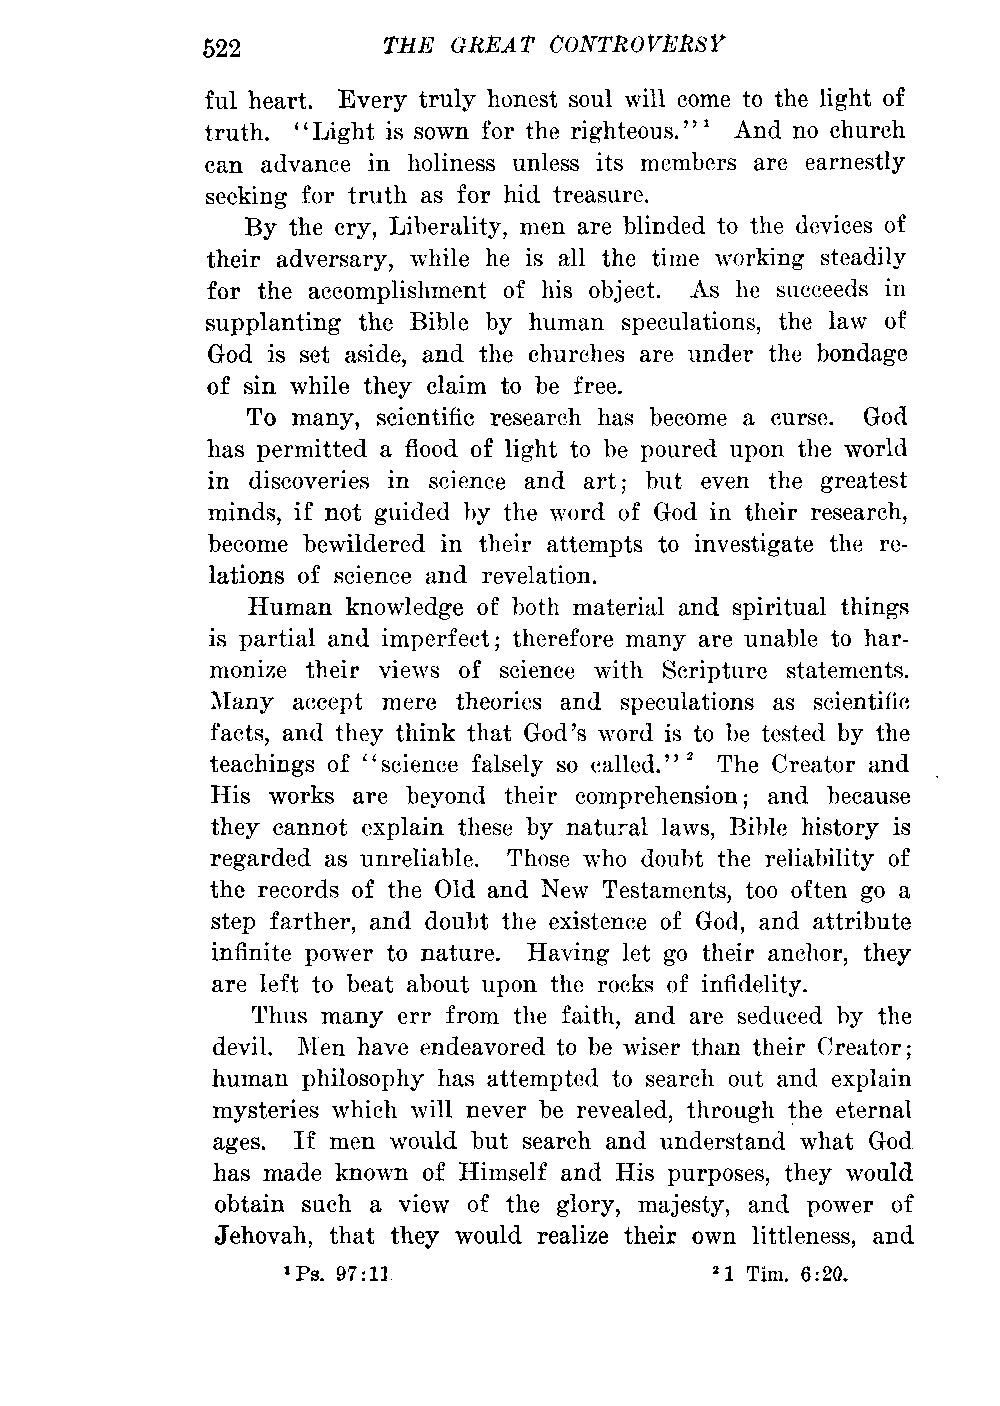 522 THE GREAT CONTROVERSY
ful heart. Every truly honest soul will come to the light of
truth. "Light is sown for the righteous."¹ And no church
can advance in holiness unless its members are earnestly
seeking for truth as for hid treasure.
By the cry, Liberality, men are blinded to the devices of
their adversary, while he is all the time working steadily
for the accomplishment of his object. As he succeeds in
supplanting the Bible by human speculations, the law of
God is set aside, and the churches are under the bondage
of sin while they claim to be free.
To many, scientific research has become a curse. God
has permitted a flood of light to be poured upon the world
in discoveries in science and art; but even the greatest
minds, if not guided by the word of God in their research,
become bewildered in their attempts to investigate the re-
lations of science and revelation.
Human knowledge of both material and spiritual things
is partial and imperfect; therefore many are unable to har-
monize their views of science with Scripture statements.
Many accept mere theories and speculations as scientific
facts, and they think that God's word is to be tested by the
teachings of "science falsely so called."² The Creator and
His works are beyond their comprehension; and because
they cannot explain these by natural laws, Bible history is
regarded as unreliable. Those who doubt the reliability of
the records of the Old and New Testaments, too often go a
step farther, and doubt the existence of God, and attribute
infinite power to nature. Having let go their anchor, they
are left to beat about upon the rocks of infidelity.
Thus many err from the faith, and are seduced by the
devil. Men have endeavored to be wiser than their Creator;
human philosophy has attempted to search out and explain
mysteries which will never be revealed, through the eternal
ages. If men would but search and understand what God
has made known of Himself and His purposes, they would
obtain such a view of the glory, majesty, and power of
Jehovah, that they would realize their own littleness, and
¹Ps. 97:11 ²1 Tim. 6:20.